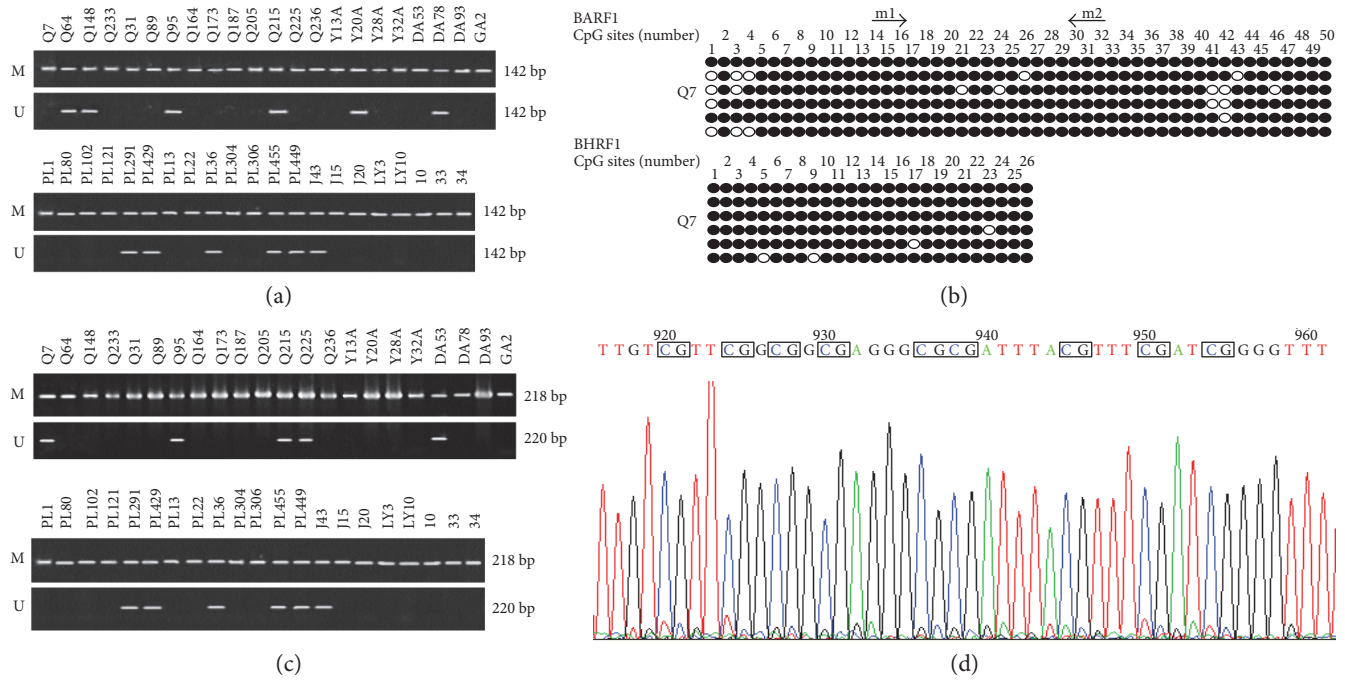 Q7 Q64 Q148 Q233 Q31 Q89 Q95 Q164 Q173 Q187 Q205 Q215 Q225 Q236 Y13A Y20A Y28A Y32A DA53 DA78 DA93 GA2
M 142 bp
U 142 bp
PL1 PL80 PL102 PL121 PL291 PL429 PL13 PL22 PL36 PL304 PL306 PL455 PL449 J43 J15 J20 LY3 LY10 10 33 34
M 142 bp
U 142 bp
(a)
m1 m2
BARF1
CpG sites (number) 2 4 6 8 10 12 14 16 18 20 22 24 26 28 30 32 34 36 38 40 42 44 46 48 50
1 3 5 7 9 11 13 15 17 19 21 23 25 27 29 31 33 35 37 39 41 43 45 47 49
Q7
BHRF1
CpG sites (number) 2 4 6 8 10 12 14 16 18 20 22 24 26
1 3 5 7 9 11 13 15 17 19 21 23 25
Q7
(b)
Q7 Q64 Q148 Q233 Q31 Q89 Q95 Q164 Q173 Q187 Q205 Q215 Q225 Q236 Y13A Y20A Y28A Y32A DA53 DA78 DA93 GA2
M 218 bp
U 220 bp
PL1 PL80 PL102 PL121 PL291 PL429 PL13 PL22 PL36 PL304 PL306 PL455 PL449 J43 J15 J20 LY3 LY10 10 33 34
M 218 bp
U 220 bp
(c)
920 930 940 950 960
T T G T C G T T C G G C G G C G A G G G C G C G A T T T A C G T T T C G A T C G G G G T T T
(d)